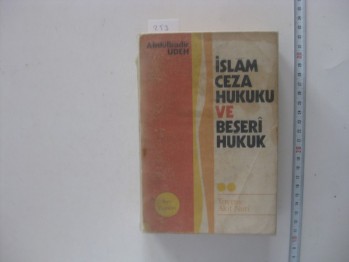 Abdülkadir
UDEH
İSLAM
CEZA
HUKUKU
VE
BEŞERİ
HUKUK